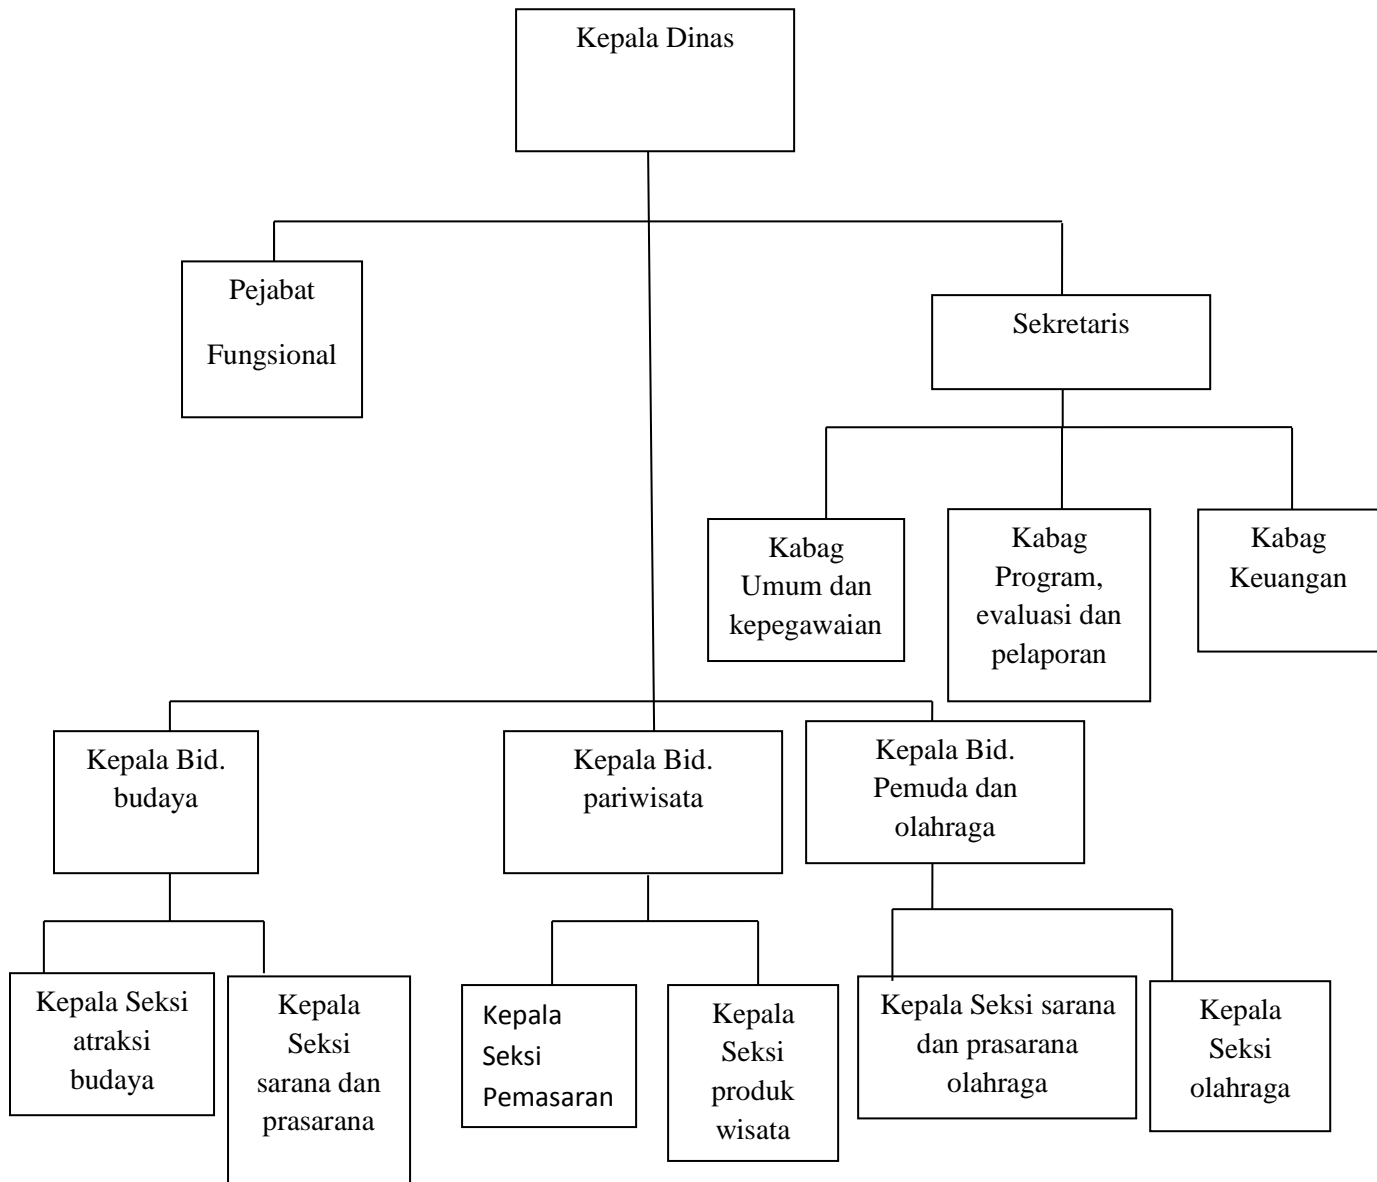 Kepala Dinas
Pejabat
Fungsional
Sekretaris
Kabag
Umum dan
kepegawaian
Kabag
Program,
evaluasi dan
pelaporan
Kabag
Keuangan
Kepala Bid.
budaya
Kepala Bid.
pariwisata
Kepala Bid.
Pemuda dan
olahraga
Kepala Seksi
atraksi
budaya
Kepala
Seksi
sarana dan
prasarana
Kepala
Seksi
Pemasaran
Kepala
Seksi
produk
wisata
Kepala Seksi sarana
dan prasarana
olahraga
Kepala
Seksi
olahraga